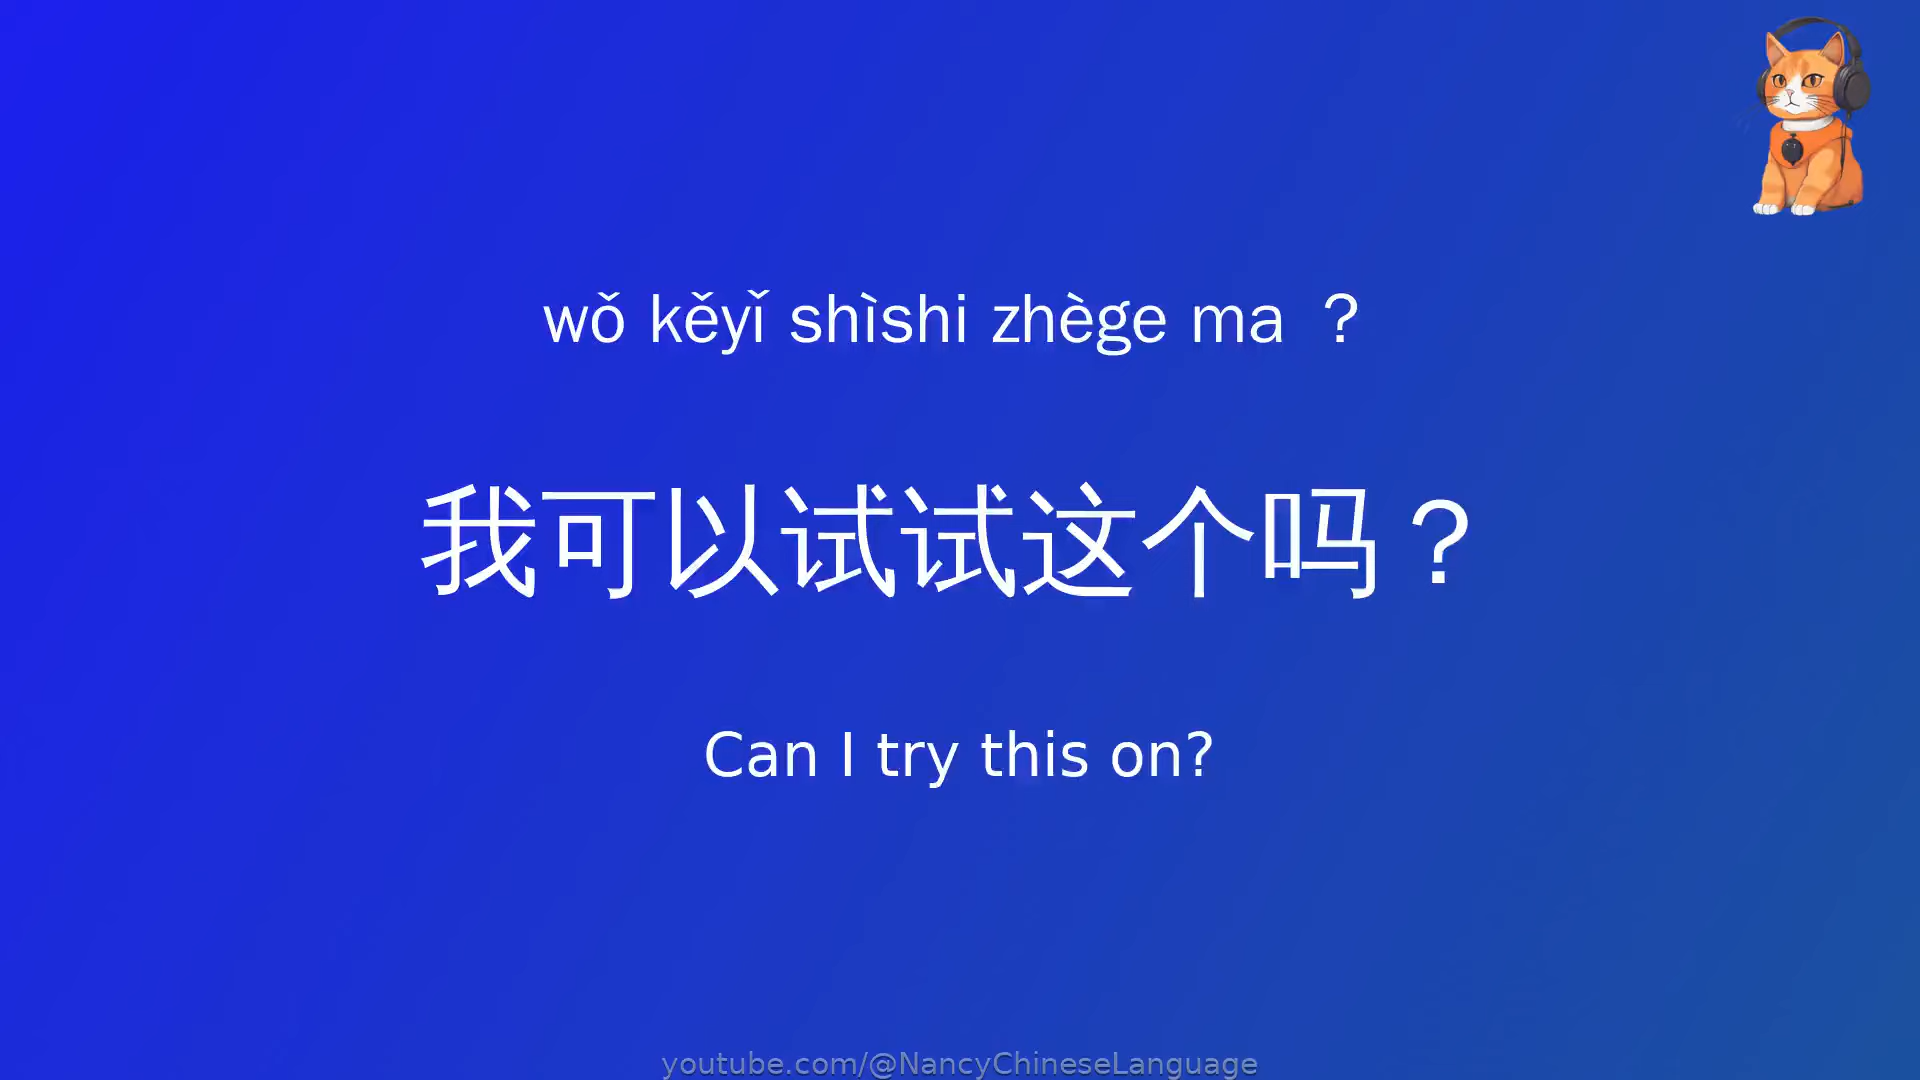 wǒ kěyǐ shìshi zhège ma ？
我可以试试这个吗？
Can I try this on?
youtube.com/@NancyChineseLanguage